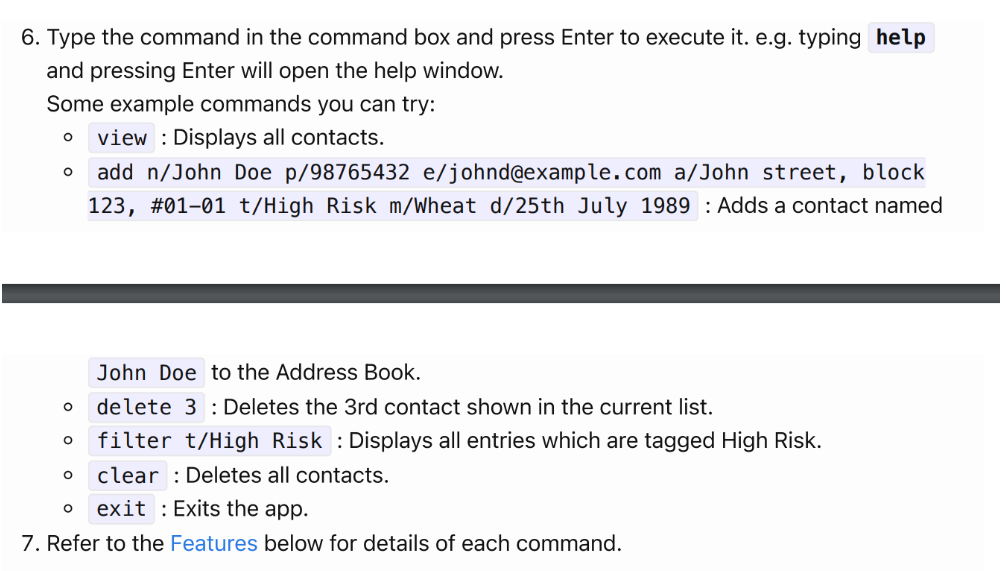 6. Type the command in the command box and press Enter to execute it. e.g. typing help
and pressing Enter will open the help window.
Some example commands you can try:
view : Displays all contacts.
add n/John Doe p/98765432 e/johnd@example.com a/John street, block
123, #01-01 t/High Risk m/Wheat d/25th July 1989 : Adds a contact named
John Doe to the Address Book.
delete 3 : Deletes the 3rd contact shown in the current list.
filter t/High Risk : Displays all entries which are tagged High Risk.
clear : Deletes all contacts.
exit : Exits the app.
7. Refer to the Features below for details of each command.